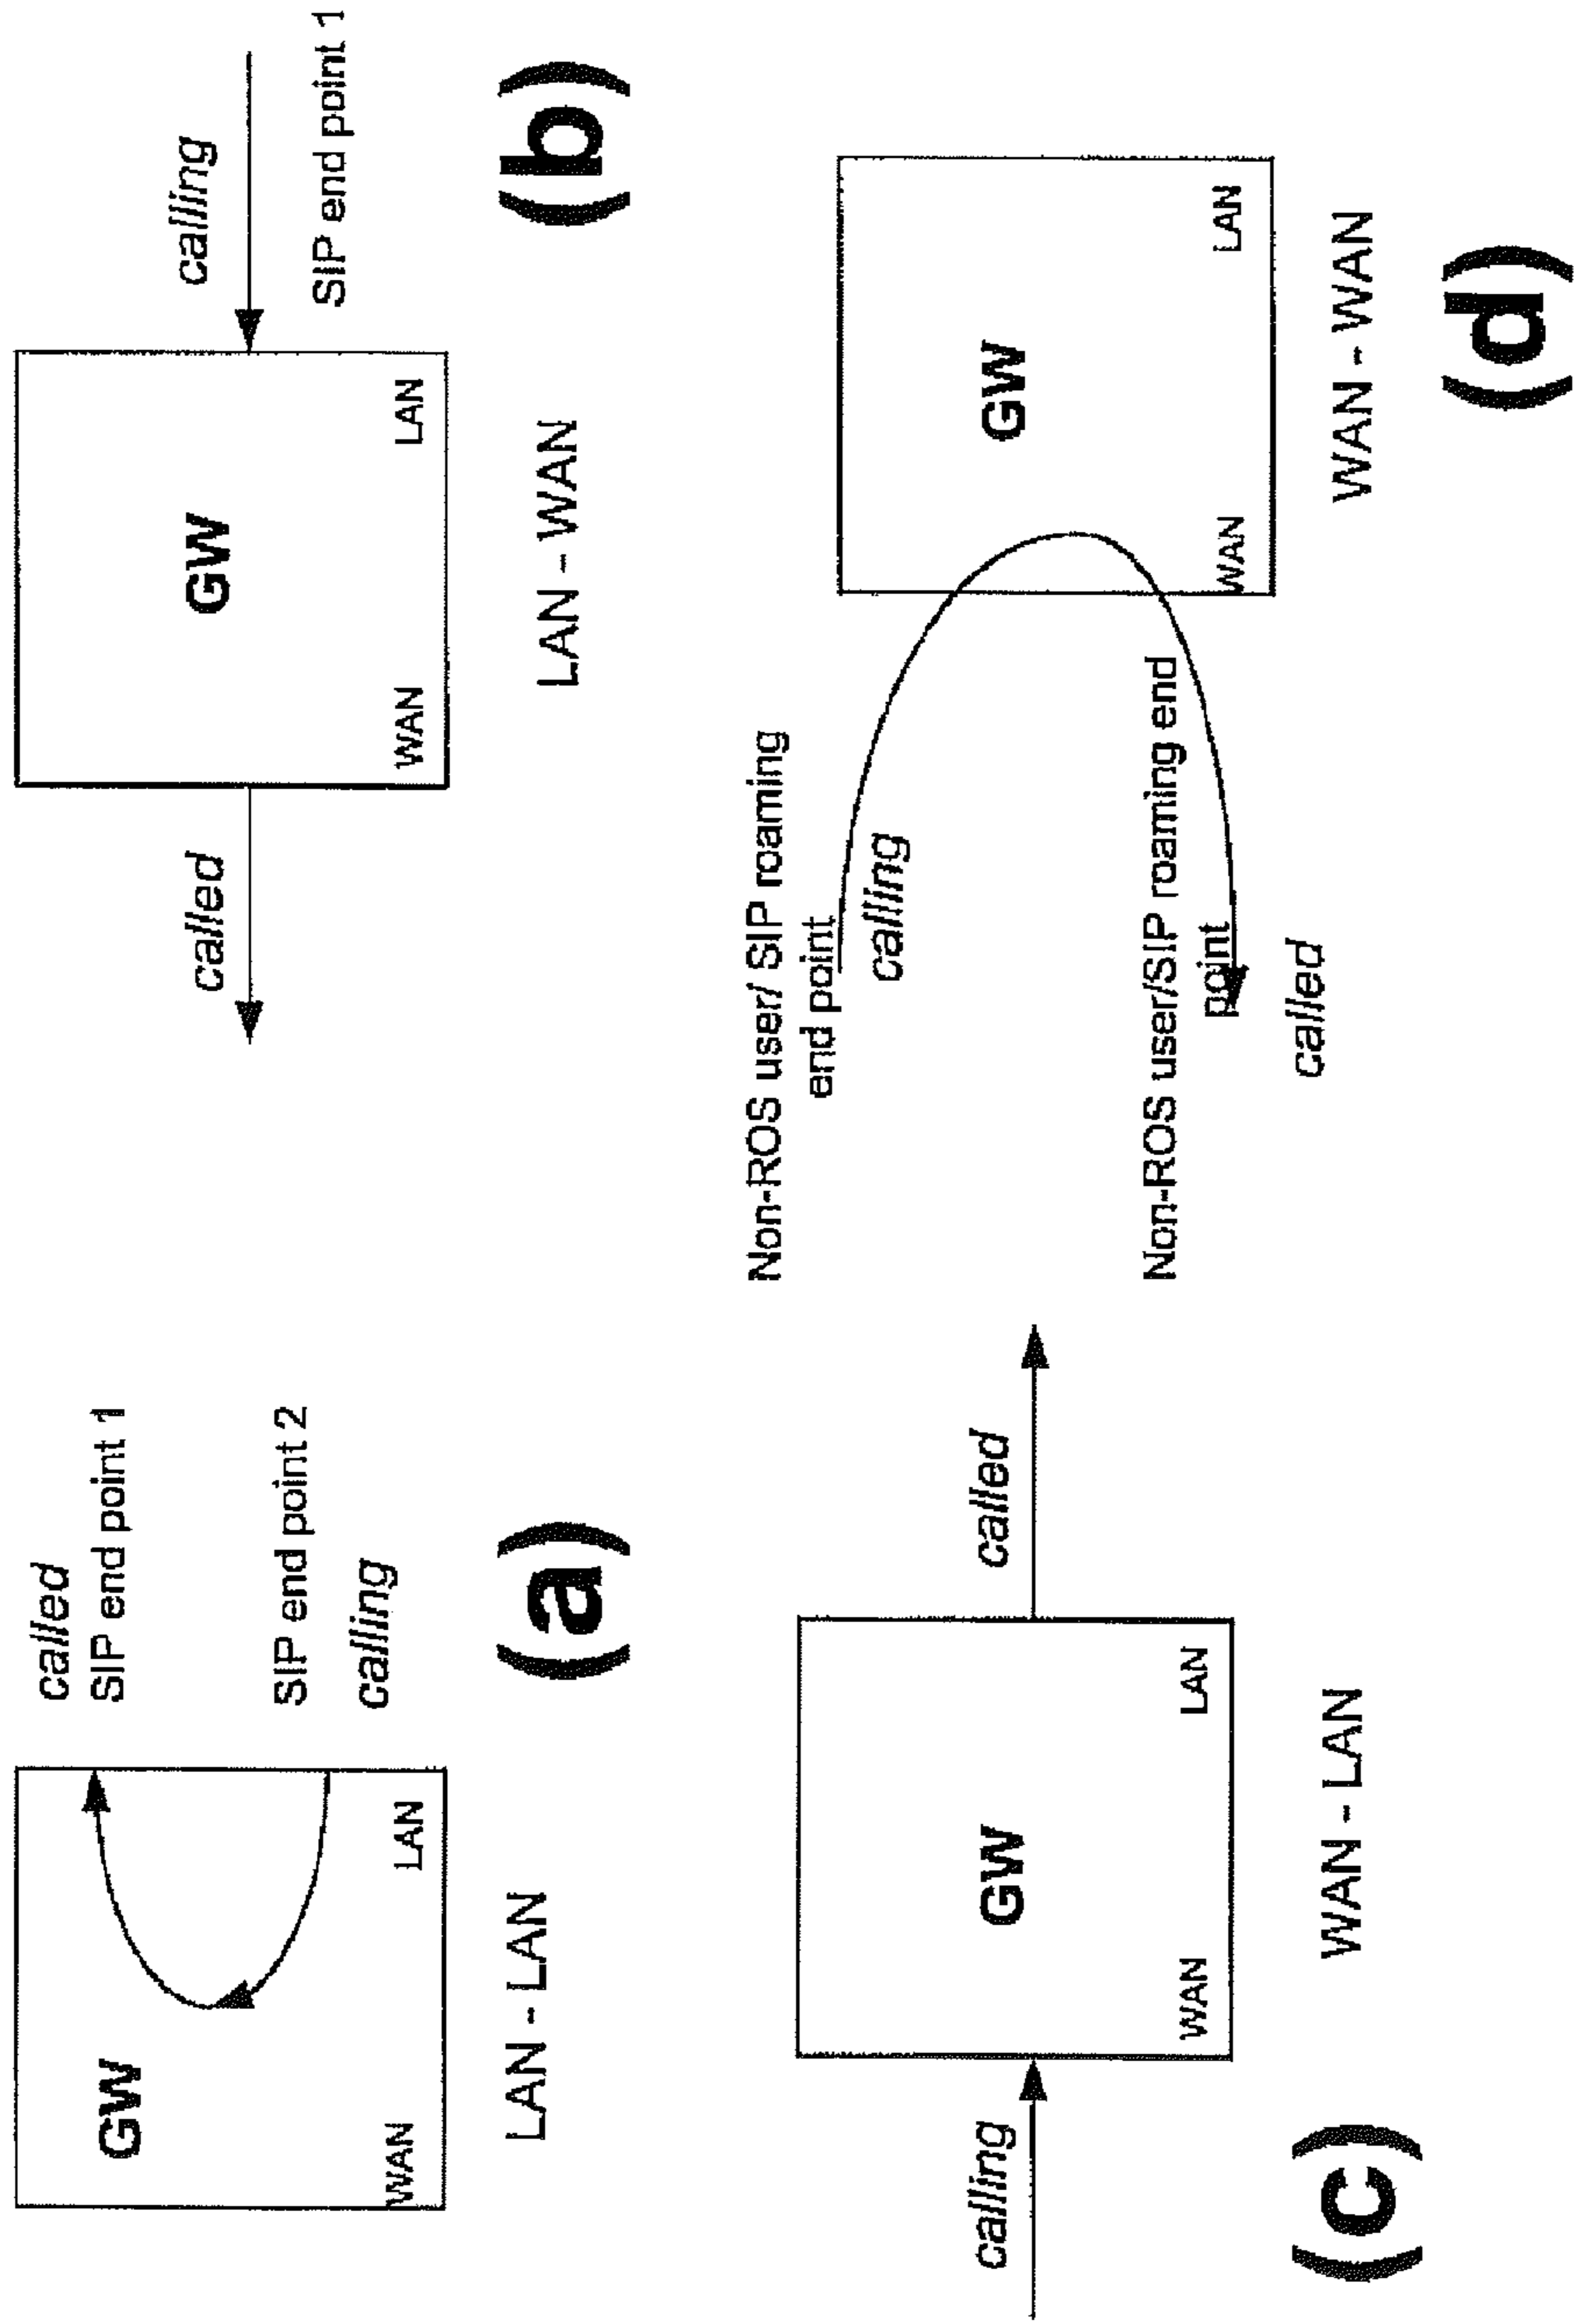 called
SIP end point 1
GW
SIP end point 2
calling
WAN
LAN
LAN - LAN
(a)
called
GW
calling
SIP end point 1
WAN
LAN
LAN - WAN
(b)
calling
GW
called
WAN
LAN
WAN - LAN
(c)
Non-ROS user/ SIP roaming
end point
calling
GW
Non-ROS user/SIP roaming end
point
called
WAN
LAN
WAN - WAN
(d)